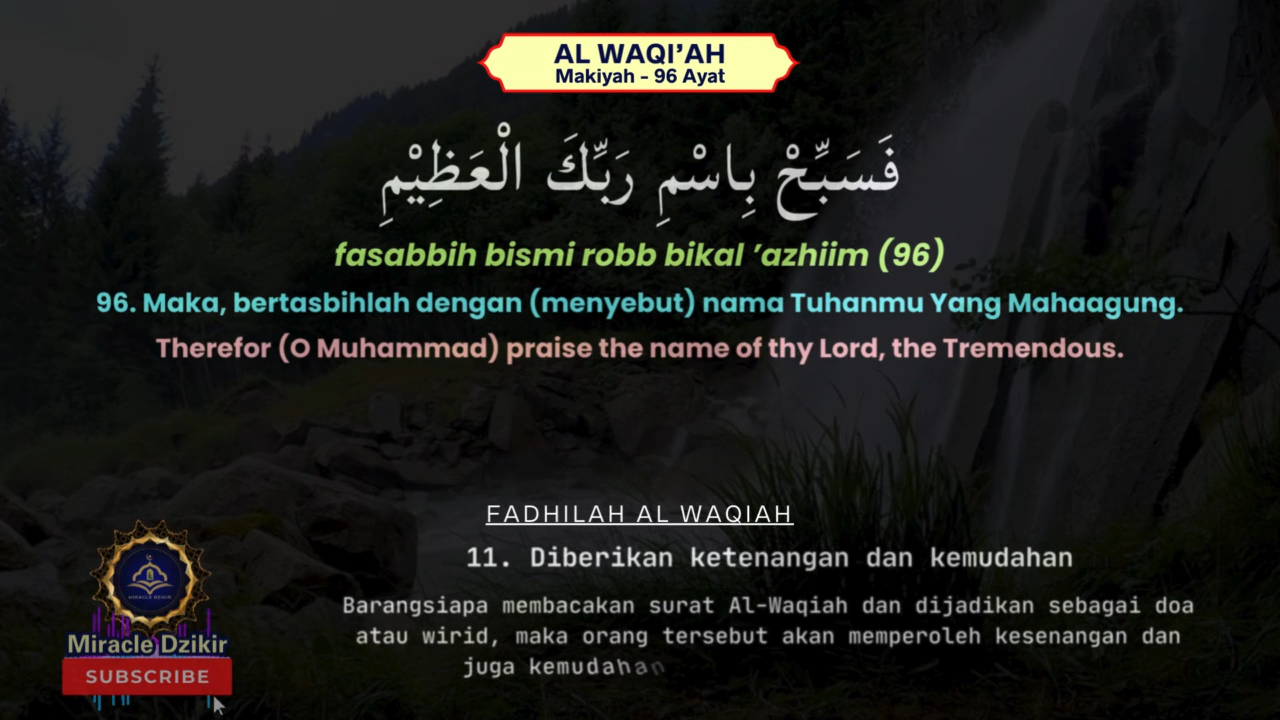 AL WAQI’AH
Makiyah - 96 Ayat
فَسَبِّحْ بِاسْمِ رَبِّكَ الْعَظِيْمِ
fasabbih bismi robb bikal ’azhiim (96)
96. Maka, bertasbihlah dengan (menyebut) nama Tuhanmu Yang Mahaagung.
Therefor (O Muhammad) praise the name of thy Lord, the Tremendous.
FADHILAH AL WAQIAH
11. Diberikan ketenangan dan kemudahan
Barangsiapa membacakan surat Al-Waqiah dan dijadikan sebagai doa
atau wirid, maka orang tersebut akan memperoleh kesenangan dan
juga kemudahan
MIRACLE DZIKIR
Miracle Dzikir
SUBSCRIBE